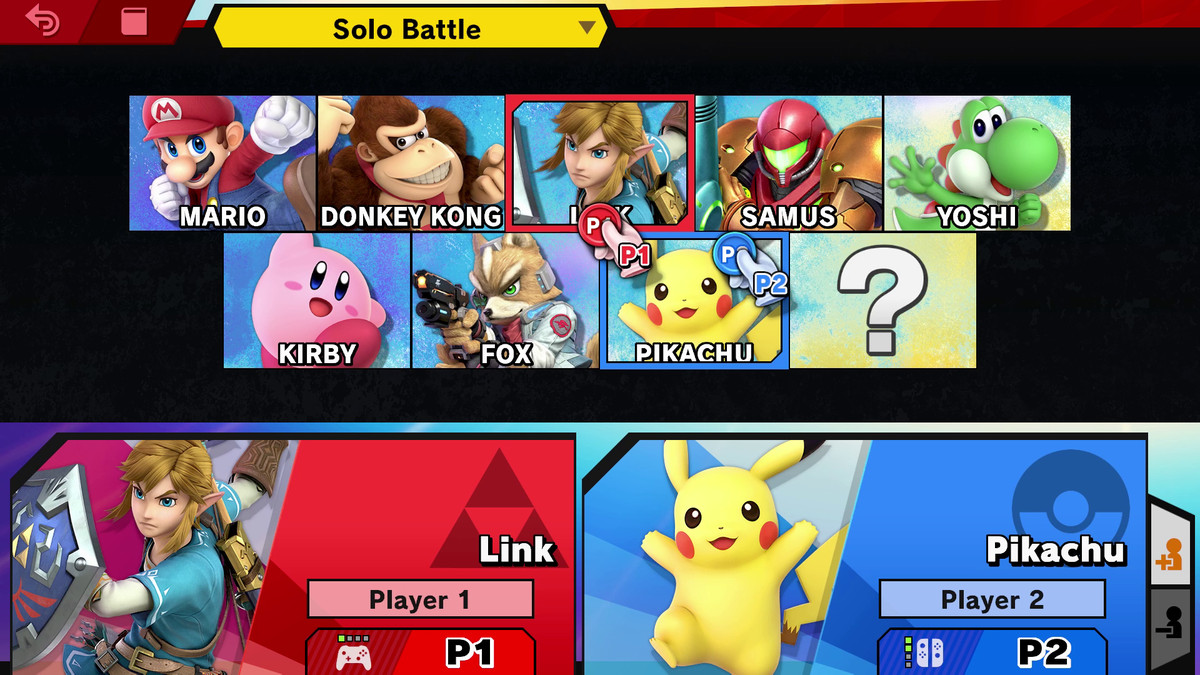 Solo Battle
M
MARIO
DONKEY KONG
SAMUS
YOSHI
P1
P
P2
KIRBY
FOX
PIKACHU
?
Link
Player 1
P1
Pikachu
Player 2
P2